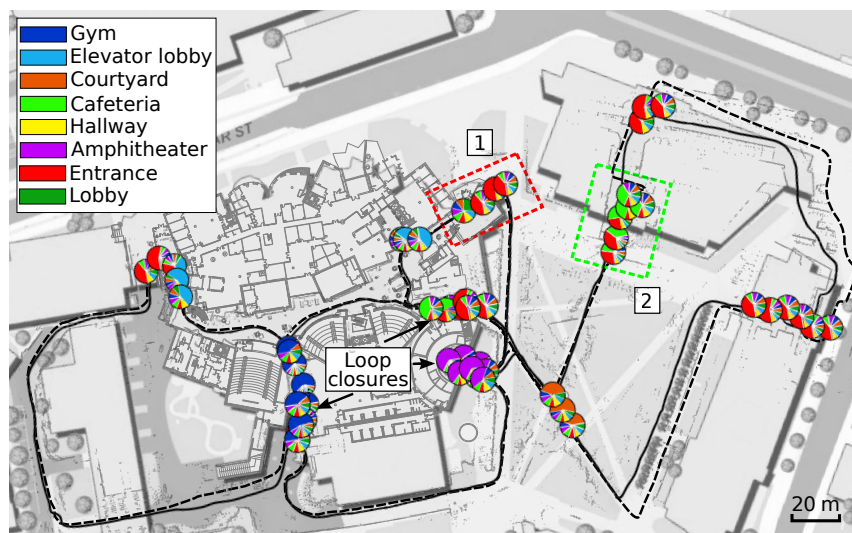 Gym
Elevator lobby
Courtyard
Cafeteria
Hallway
Amphitheater
Entrance
Lobby
1
2
Loop
closures
20 m